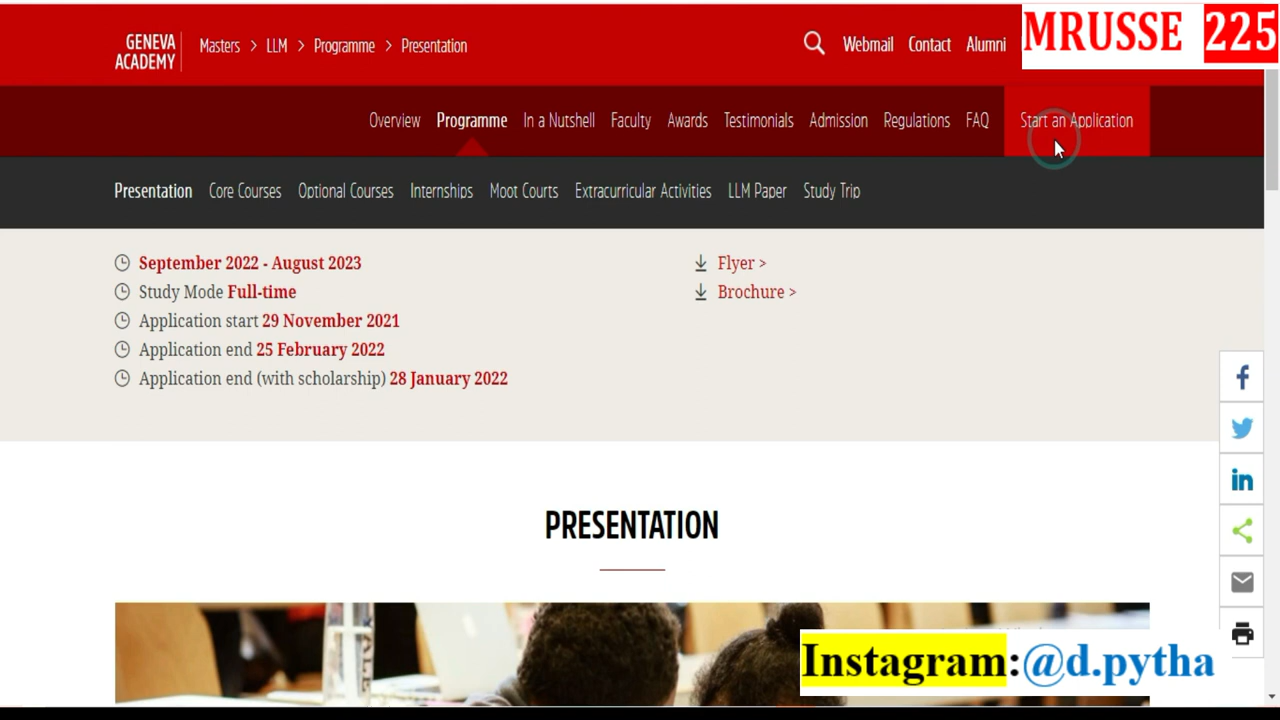 GENEVA
ACADEMY
Masters > LLM > Programme > Presentation
Webmail Contact Alumni
MRUSSE 225
Overview Programme In a Nutshell Faculty Awards Testimonials Admission Regulations FAQ Start an Application
Presentation Core Courses Optional Courses Internships Moot Courts Extracurricular Activities LLM Paper Study Trip
September 2022 - August 2023
Study Mode Full-time
Application start 29 November 2021
Application end 25 February 2022
Application end (with scholarship) 28 January 2022
Flyer >
Brochure >
f
in
PRESENTATION
Instagram:@d.pytha